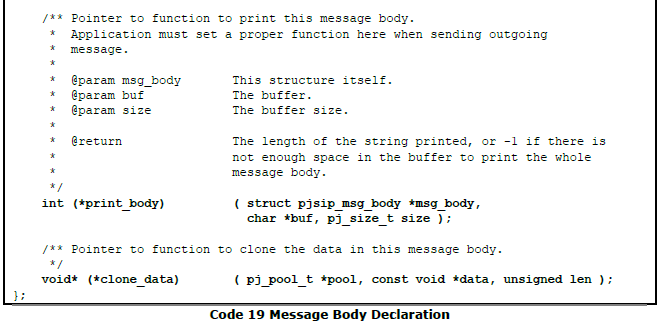 /** Pointer to function to print this message body.
 *  Application must set a proper function here when sending outgoing
 *  message.
 *
 *  @param msg_body       This structure itself.
 *  @param buf            The buffer.
 *  @param size           The buffer size.
 *
 *  @return               The length of the string printed, or -1 if there is
 *                        not enough space in the buffer to print the whole
 *                        message body.
 */
int (*print_body)         ( struct pjsip_msg_body *msg_body,
                            char *buf, pj_size_t size );
/** Pointer to function to clone the data in this message body.
 */
void* (*clone_data)       ( pj_pool_t *pool, const void *data, unsigned len );
};
Code 19 Message Body Declaration